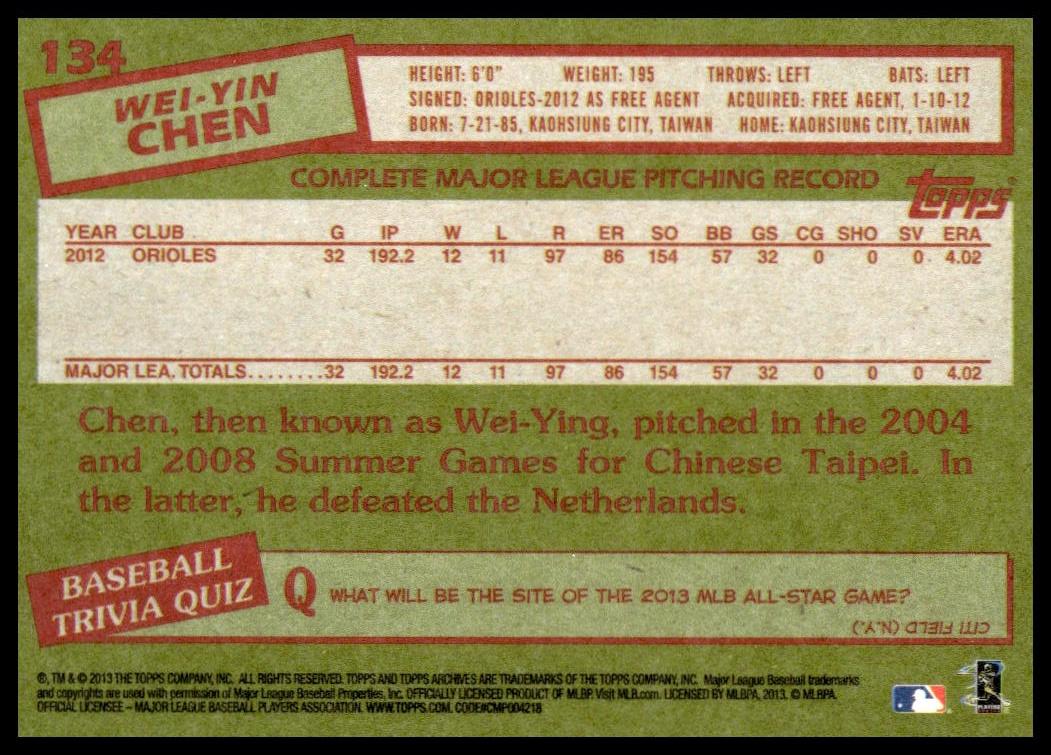 134
WEI-YIN
CHEN
HEIGHT: 6'0" WEIGHT: 195 THROWS: LEFT BATS: LEFT
SIGNED: ORIOLES-2012 AS FREE AGENT ACQUIRED: FREE AGENT, 1-10-12
BORN: 7-21-85, KAOHSIUNG CITY, TAIWAN HOME: KAOHSIUNG CITY, TAIWAN
COMPLETE MAJOR LEAGUE PITCHING RECORD
Topps®
YEAR CLUB G IP W L R ER SO BB GS CG SHO SV ERA
2012 ORIOLES 32 192.2 12 11 97 86 154 57 32 0 0 0 4.02
MAJOR LEA. TOTALS........32 192.2 12 11 97 86 154 57 32 0 0 0 4.02
Chen, then known as Wei-Ying, pitched in the 2004
and 2008 Summer Games for Chinese Taipei. In
the latter, he defeated the Netherlands.
BASEBALL
TRIVIA QUIZ
Q WHAT WILL BE THE SITE OF THE 2013 MLB ALL-STAR GAME?
CITI FIELD (N.Y.)
®, TM & © 2013 THE TOPPS COMPANY, INC. ALL RIGHTS RESERVED. TOPPS AND TOPPS ARCHIVES ARE TRADEMARKS OF THE TOPPS COMPANY, INC. Major League Baseball trademarks
and copyrights are used with permission of Major League Baseball Properties, Inc. OFFICIALLY LICENSED PRODUCT OF MLBP. Visit MLB.com. LICENSED BY MLBPA, 2013. © MLBPA.
OFFICIAL LICENSEE – MAJOR LEAGUE BASEBALL PLAYERS ASSOCIATION. WWW.TOPPS.COM. CODE#CMP004218